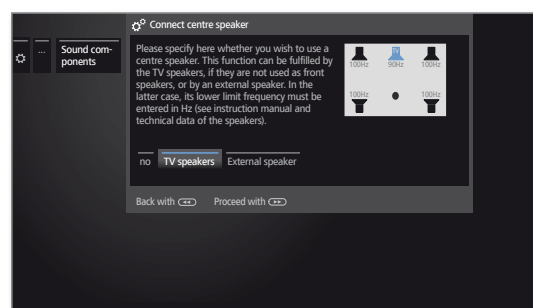 Connect centre speaker
...
Sound com-
ponents
Please specify here whether you wish to use a
centre speaker. This function can be fulfilled by
the TV speakers, if they are not used as front
speakers, or by an external speaker. In the
latter case, its lower limit frequency must be
entered in Hz (see instruction manual and
technical data of the speakers).
TV
100Hz 90Hz 100Hz
100Hz 100Hz
no TV speakers External speaker
Back with Proceed with